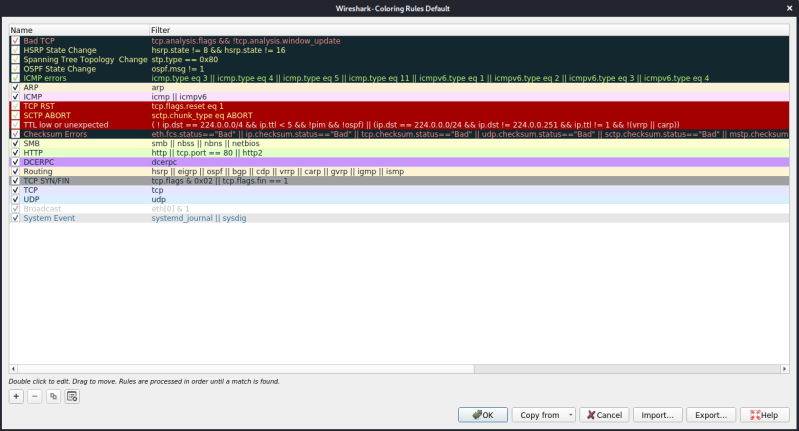 Wireshark - Coloring Rules Default
Name Filter
Bad TCP tcp.analysis.flags && !tcp.analysis.window_update
HSRP State Change hsrp.state != 8 && hsrp.state != 16
Spanning Tree Topology Change stp.type == 0x80
OSPF State Change ospf.msg != 1
ICMP errors icmp.type eq 3 || icmp.type eq 4 || icmp.type eq 5 || icmp.type eq 11 || icmpv6.type eq 1 || icmpv6.type eq 2 || icmpv6.type eq 3 || icmpv6.type eq 4
ARP arp
ICMP icmp || icmpv6
TCP RST tcp.flags.reset eq 1
SCTP ABORT sctp.chunk_type eq ABORT
TTL low or unexpected ( ! ip.dst == 224.0.0.0/4 && ip.ttl < 5 && !pim && !ospf) || (ip.dst == 224.0.0.0/24 && ip.dst != 224.0.0.251 && ip.ttl != 1 && !(vrrp || carp))
Checksum Errors eth.fcs.status=="Bad" || ip.checksum.status=="Bad" || tcp.checksum.status=="Bad" || udp.checksum.status=="Bad" || sctp.checksum.status=="Bad" || mstp.checksum
SMB smb || nbss || nbns || netbios
HTTP http || tcp.port == 80 || http2
DCERPC dcerpc
Routing hsrp || eigrp || ospf || bgp || cdp || vrrp || carp || gvrp || igmp || ismp
TCP SYN/FIN tcp.flags & 0x02 || tcp.flags.fin == 1
TCP tcp
UDP udp
Broadcast eth[0] & 1
System Event systemd_journal || sysdig
Double click to edit. Drag to move. Rules are processed in order until a match is found.
OK Copy from Cancel Import... Export... Help